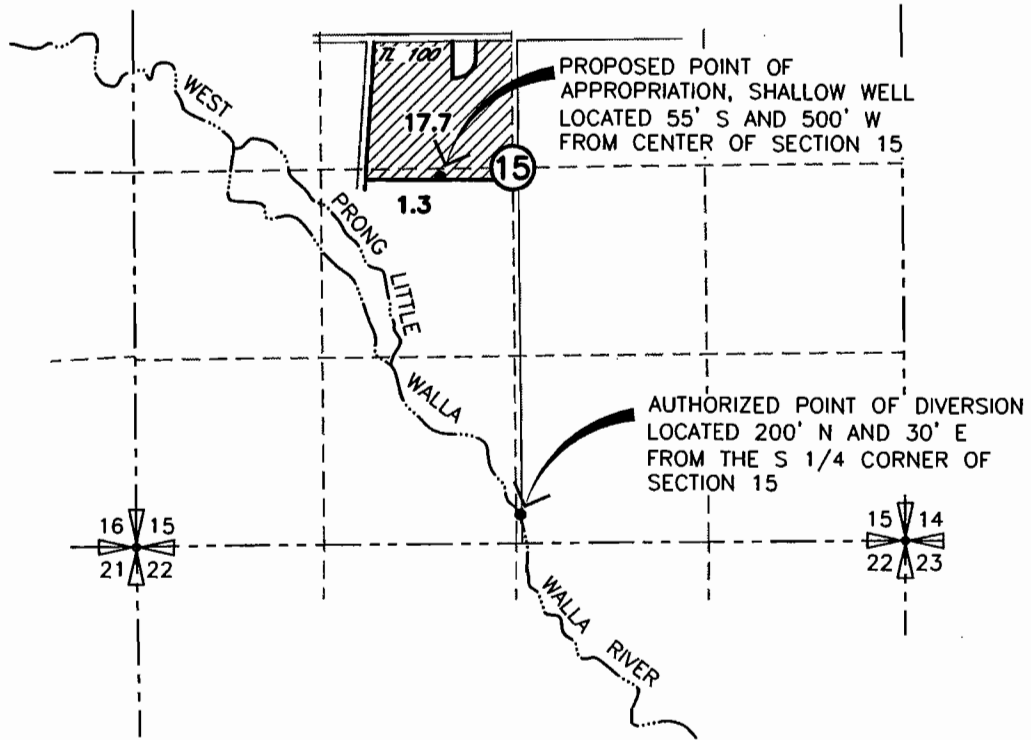 TL 100
PROPOSED POINT OF
APPROPRIATION, SHALLOW WELL
LOCATED 55' S AND 500' W
FROM CENTER OF SECTION 15
WEST
17.7
15
1.3
PRONG
LITTLE
WALLA
AUTHORIZED POINT OF DIVERSION
LOCATED 200' N AND 30' E
FROM THE S 1/4 CORNER OF
SECTION 15
16 15
21 22
15 14
22 23
WALLA
RIVER